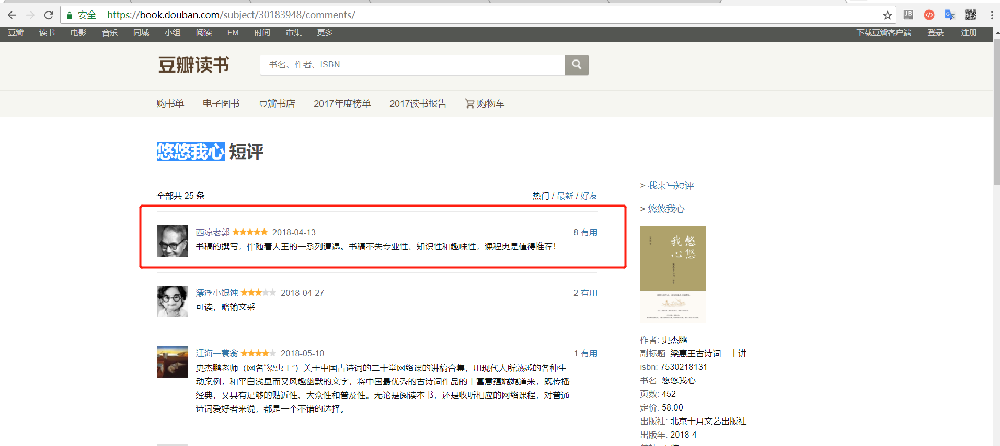 安全 https://book.douban.com/subject/30183948/comments/
豆瓣 读书 电影 音乐 同城 小组 阅读 FM 时间 市集 更多 下载豆瓣客户端 登录 注册
豆瓣读书
书名、作者、ISBN
购书单 电子图书 豆瓣书店 2017年度榜单 2017读书报告 购物车
悠悠我心 短评
全部共 25 条 热门 / 最新 / 好友
西凉老郭 2018-04-13 8 有用
书稿的撰写，伴随着大王的一系列遭遇。书稿不失专业性、知识性和趣味性，课程更是值得推荐！
漂浮小馄饨 2018-04-27 2 有用
可读，略输文采
江海一蓑翁 2018-05-10 1 有用
史杰鹏老师（网名“梁惠王”）关于中国古诗词的二十堂网络课的讲稿合集，用现代人所熟悉的各种生
动案例，和平白浅显而又风趣幽默的文字，将中国最优秀的古诗词作品的丰富意蕴娓娓道来，既传播
经典，又具有足够的贴近性、大众性和普及性。无论是阅读本书，还是收听相应的网络课程，对普通
诗词爱好者来说，都是一个不错的选择。
> 我来写短评
> 悠悠我心
悠悠
我心
作者: 史杰鹏
副标题: 梁惠王古诗词二十讲
isbn: 7530218131
书名: 悠悠我心
页数: 452
定价: 58.00
出版社: 北京十月文艺出版社
出版年: 2018-4